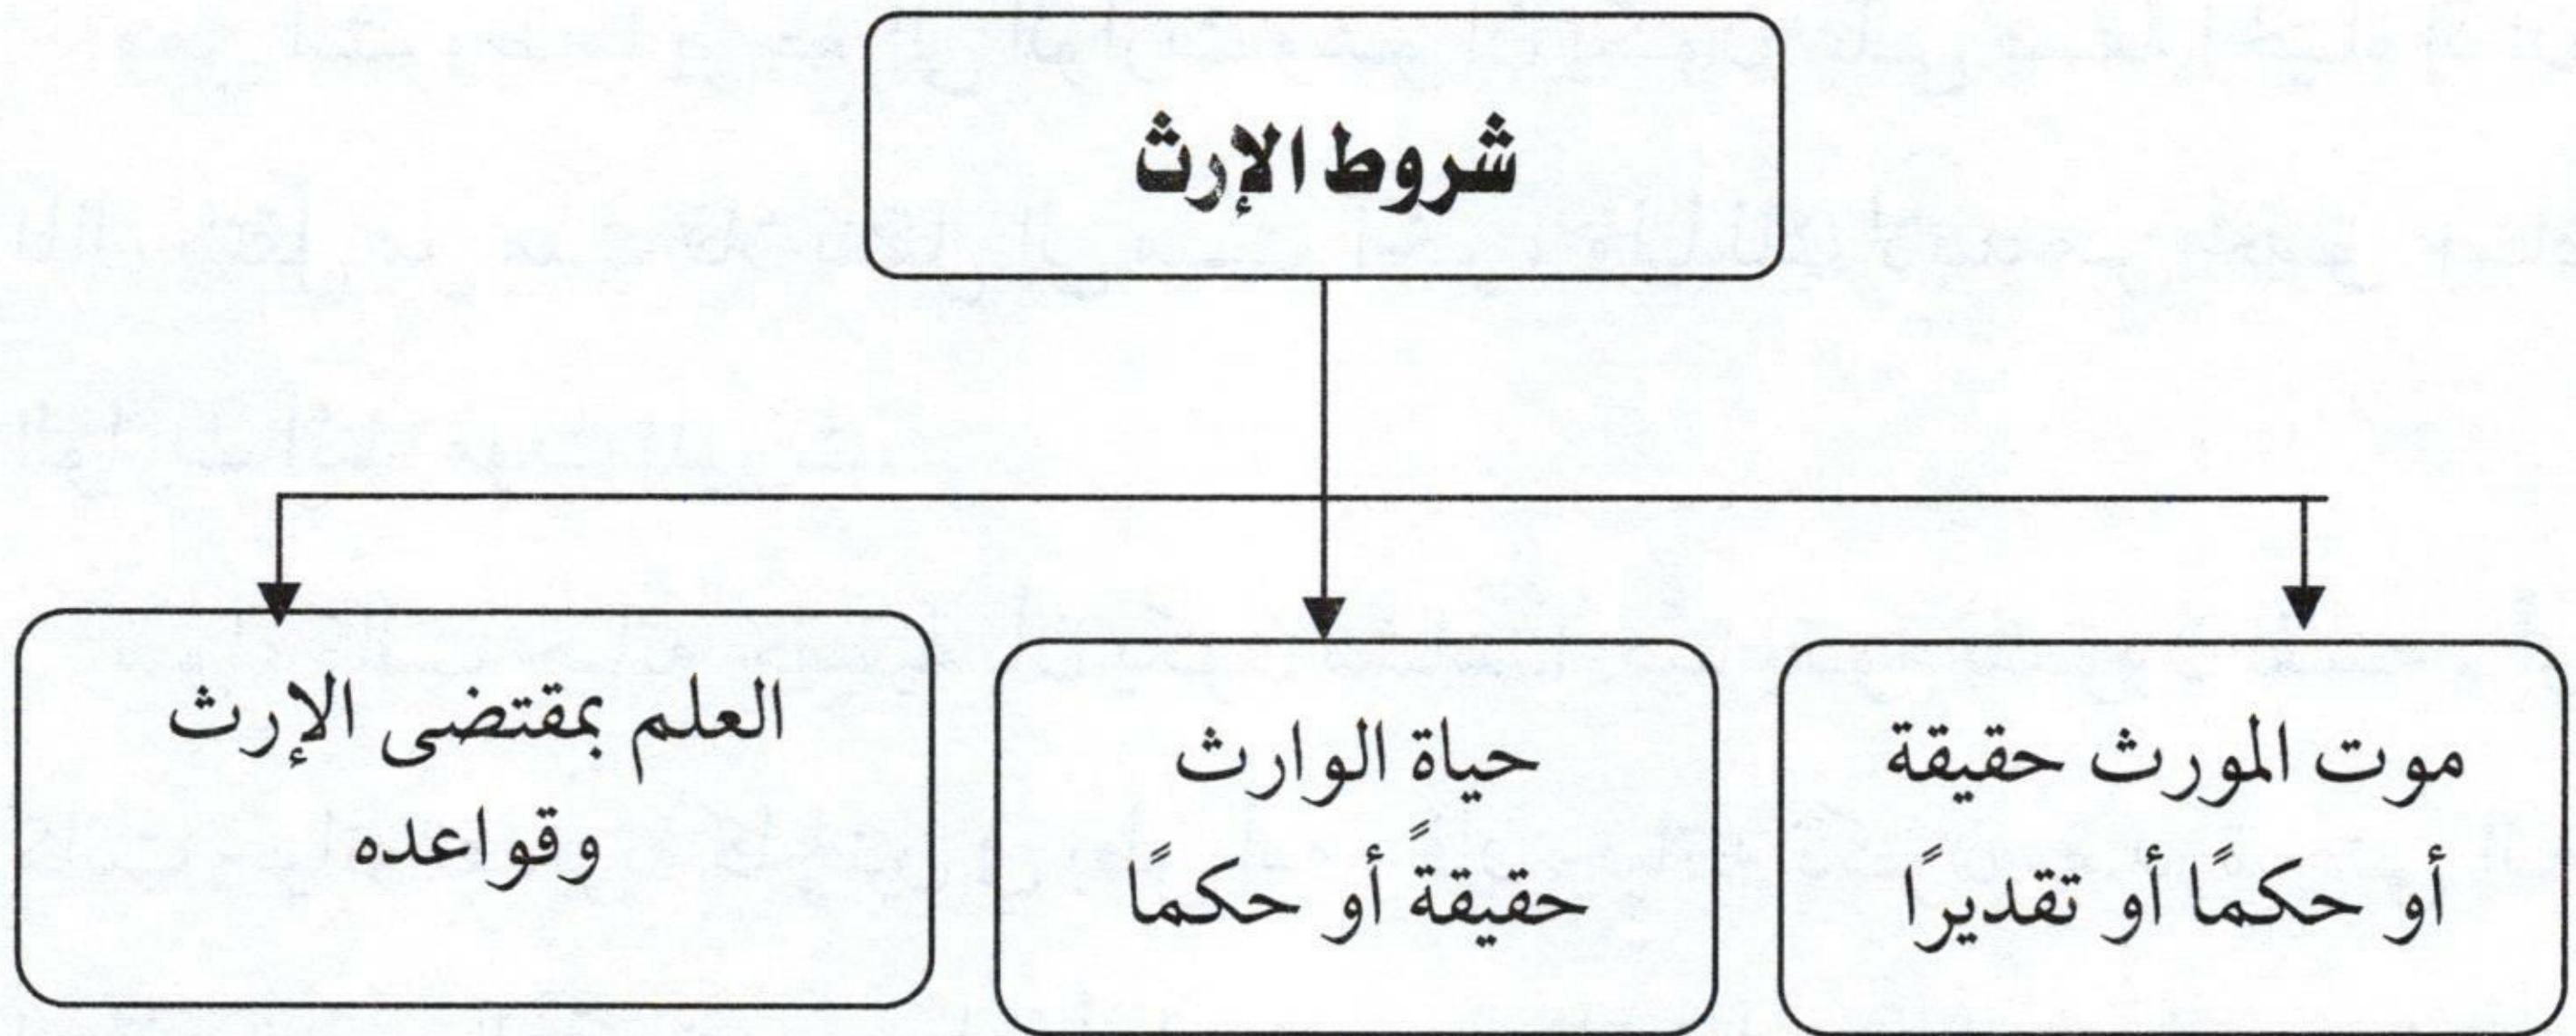 شروط الإرث
موت المورث حقيقة
أو حكمًا أو تقديرًا
حياة الوارث
حقيقةً أو حكمًا
العلم بمقتضى الإرث
وقواعده